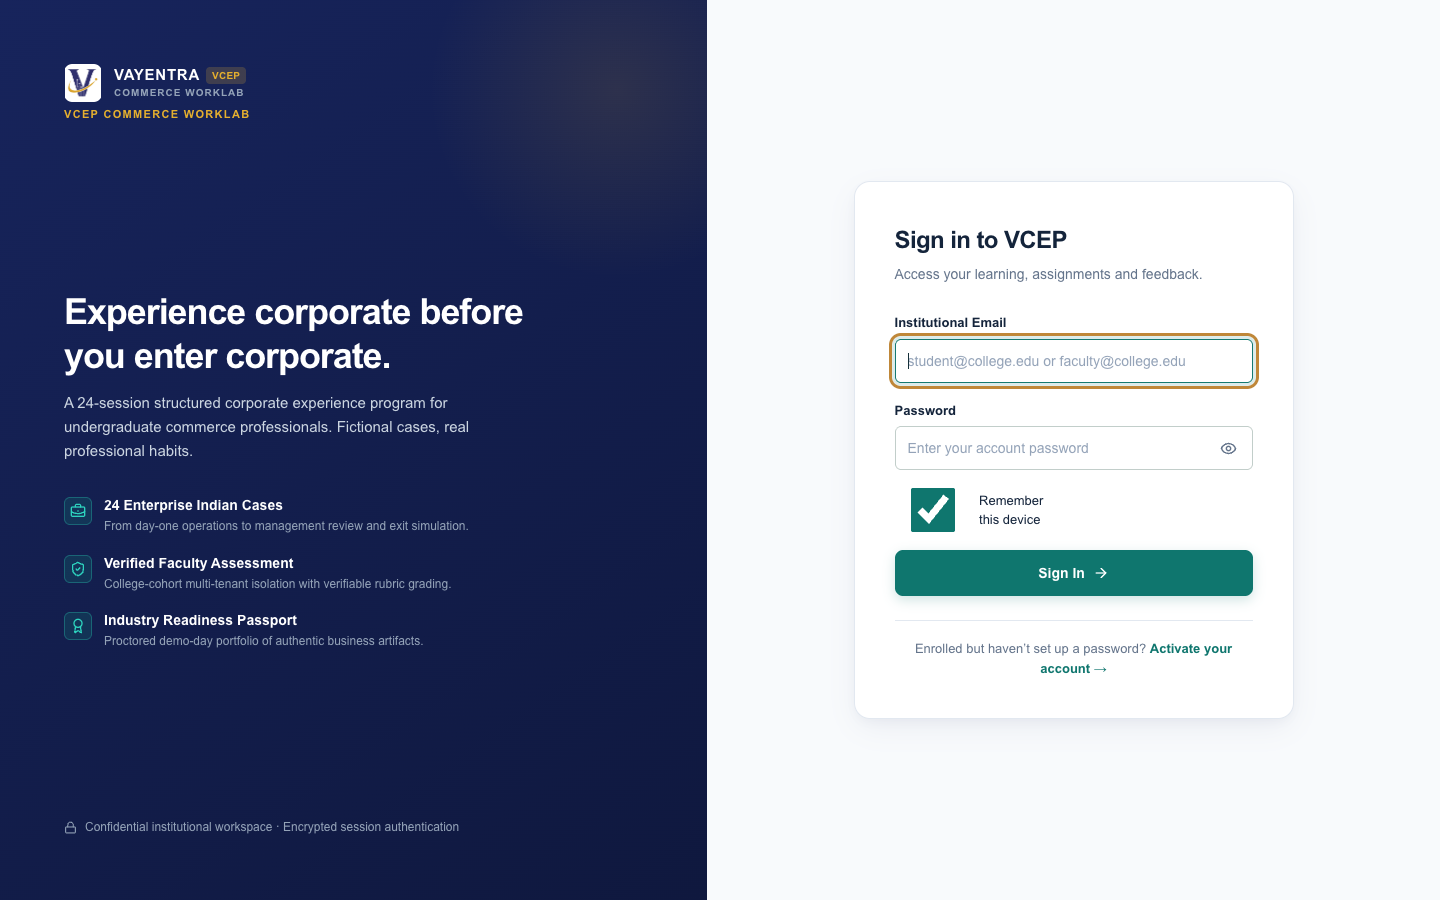 VAYENTRA VCEP
COMMERCE WORKLAB
VCEP COMMERCE WORKLAB
Experience corporate before
you enter corporate.
A 24-session structured corporate experience program for
undergraduate commerce professionals. Fictional cases, real
professional habits.
24 Enterprise Indian Cases
From day-one operations to management review and exit simulation.
Verified Faculty Assessment
College-cohort multi-tenant isolation with verifiable rubric grading.
Industry Readiness Passport
Proctored demo-day portfolio of authentic business artifacts.
Confidential institutional workspace · Encrypted session authentication
Sign in to VCEP
Access your learning, assignments and feedback.
Institutional Email
student@college.edu or faculty@college.edu
Password
Enter your account password
Remember
this device
Sign In →
Enrolled but haven’t set up a password? Activate your
account →